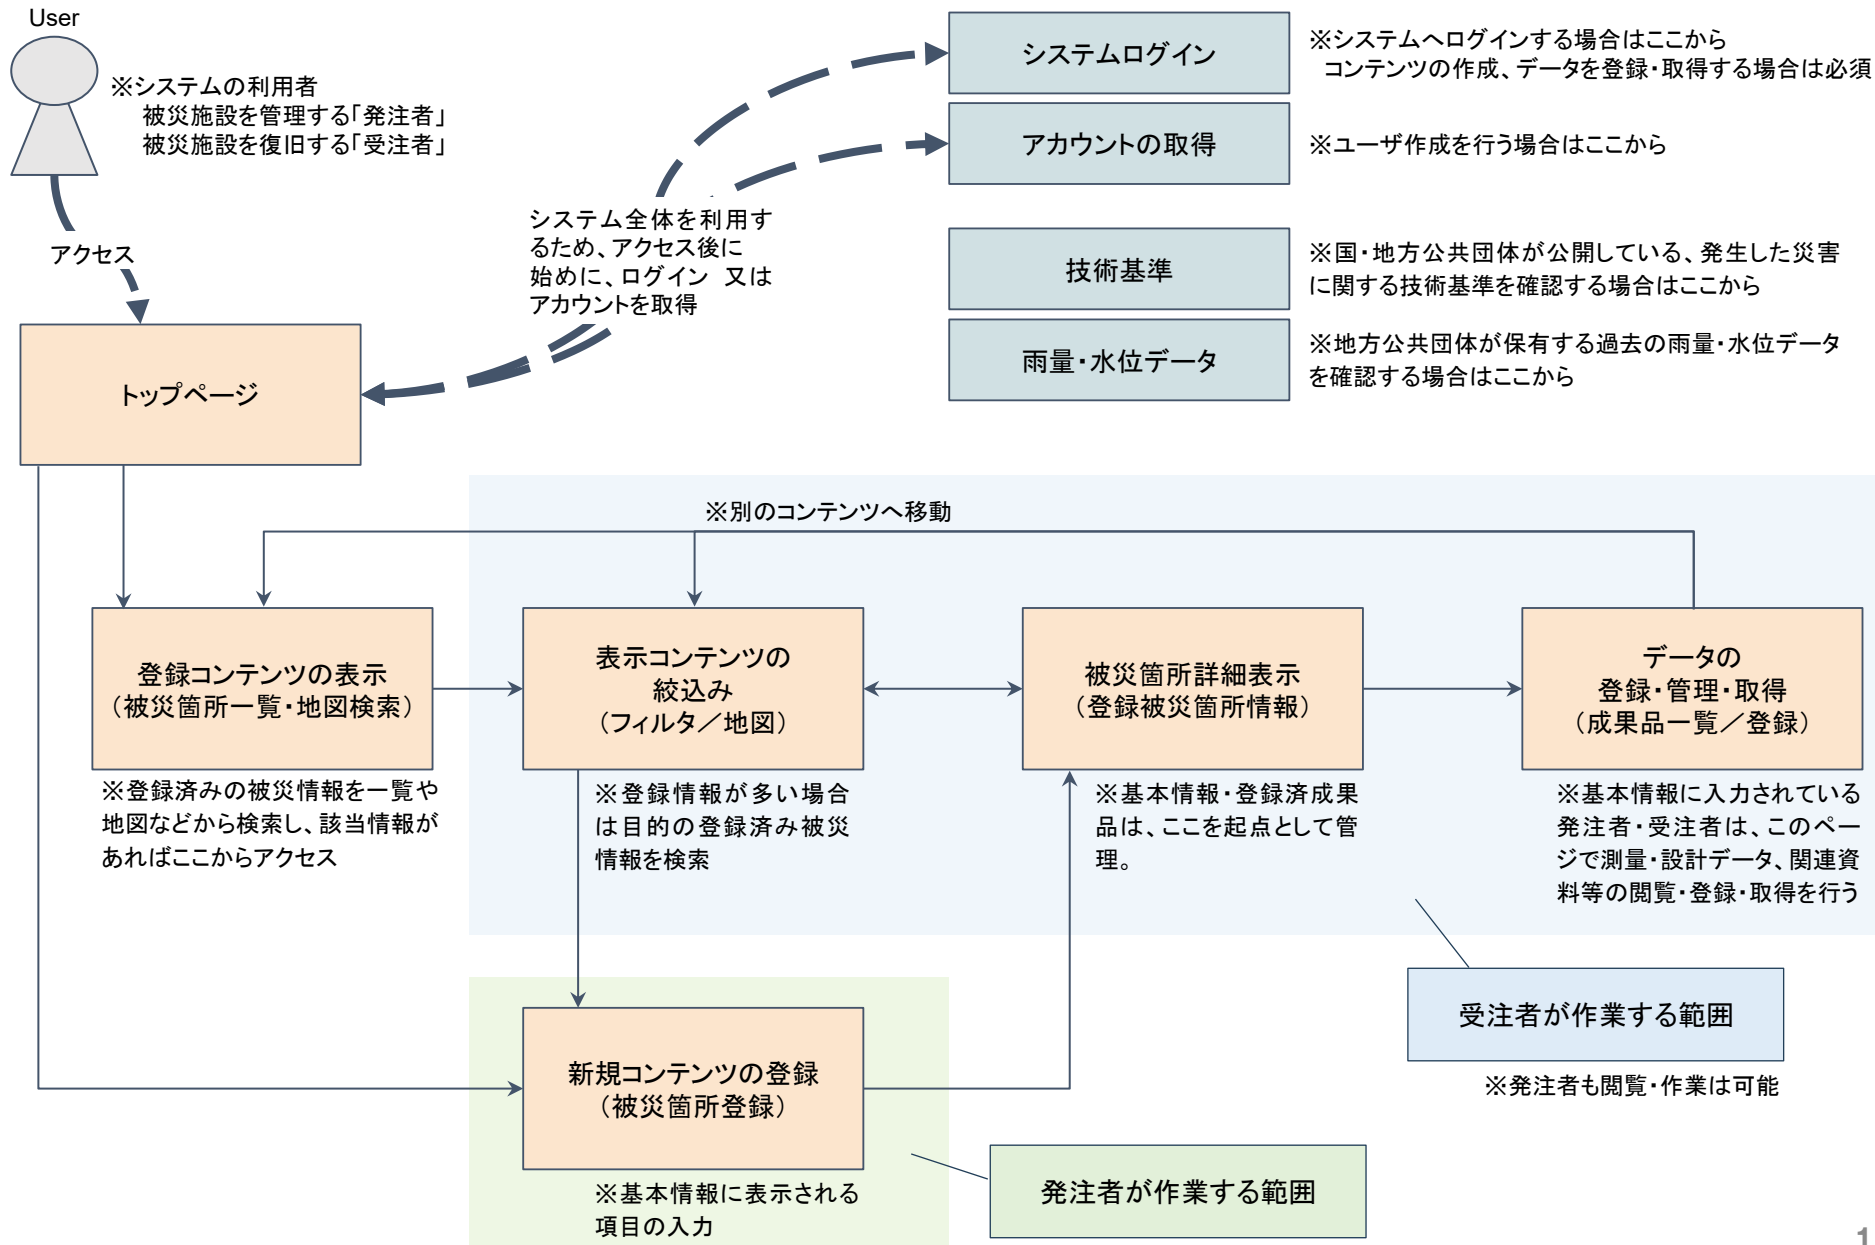 User
※システムの利用者
被災施設を管理する「発注者」
被災施設を復旧する「受注者」
アクセス
システムログイン
※システムへログインする場合はここから
コンテンツの作成、データを登録・取得する場合は必須
アカウントの取得
※ユーザ作成を行う場合はここから
システム全体を利用す
るため、アクセス後に
始めに、ログイン 又は
アカウントを取得
技術基準
※国・地方公共団体が公開している、発生した災害
に関する技術基準を確認する場合はここから
雨量・水位データ
※地方公共団体が保有する過去の雨量・水位データ
を確認する場合はここから
トップページ
※別のコンテンツへ移動
登録コンテンツの表示
（被災箇所一覧・地図検索）
※登録済みの被災情報を一覧や
地図などから検索し、該当情報が
あればここからアクセス
表示コンテンツの
絞込み
（フィルタ／地図）
※登録情報が多い場合
は目的の登録済み被災
情報を検索
被災箇所詳細表示
（登録被災箇所情報）
※基本情報・登録済成果
品は、ここを起点として管
理。
データの
登録・管理・取得
（成果品一覧／登録）
※基本情報に入力されている
発注者・受注者は、このペー
ジで測量・設計データ、関連資
料等の閲覧・登録・取得を行う
受注者が作業する範囲
※発注者も閲覧・作業は可能
新規コンテンツの登録
（被災箇所登録）
※基本情報に表示される
項目の入力
発注者が作業する範囲
1